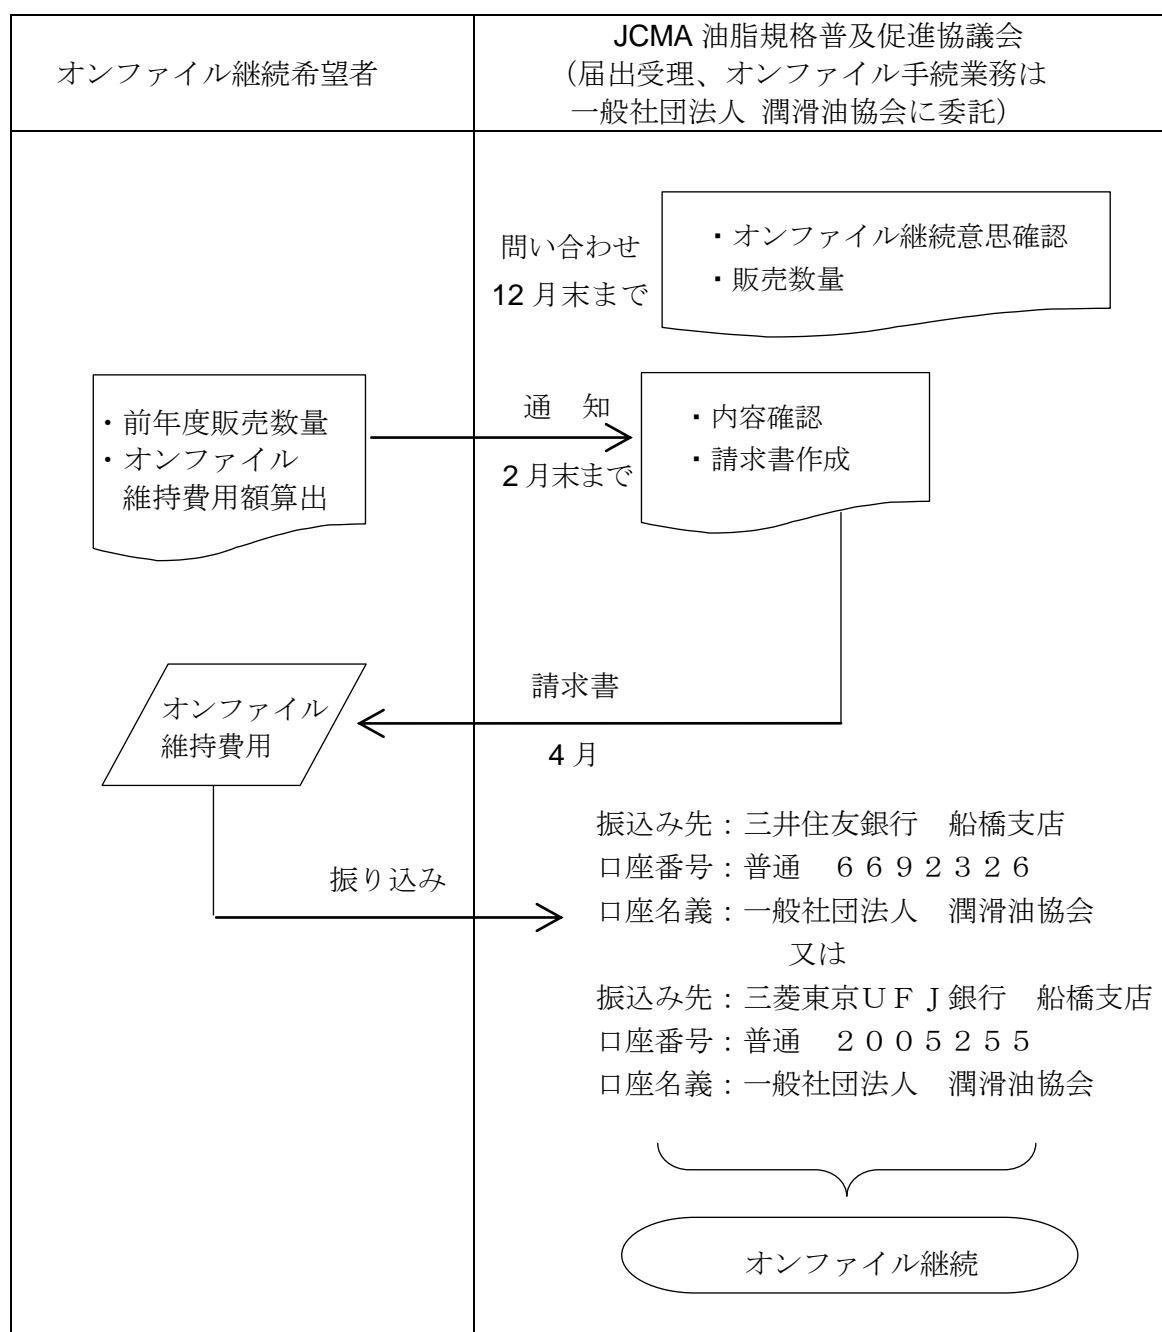 オンファイル継続希望者
JCMA 油脂規格普及促進協議会
（届出受理、オンファイル手続業務は
一般社団法人 潤滑油協会に委託）
問い合わせ
12 月末まで
・オンファイル継続意思確認
・販売数量
・前年度販売数量
・オンファイル
維持費用額算出
通　知
2 月末まで
・内容確認
・請求書作成
請求書
4 月
オンファイル
維持費用
振り込み
振込み先：三井住友銀行　船橋支店
口座番号：普通　６６９２３２６
口座名義：一般社団法人　潤滑油協会
又は
振込み先：三菱東京ＵＦＪ銀行　船橋支店
口座番号：普通　２００５２５５
口座名義：一般社団法人　潤滑油協会
オンファイル継続